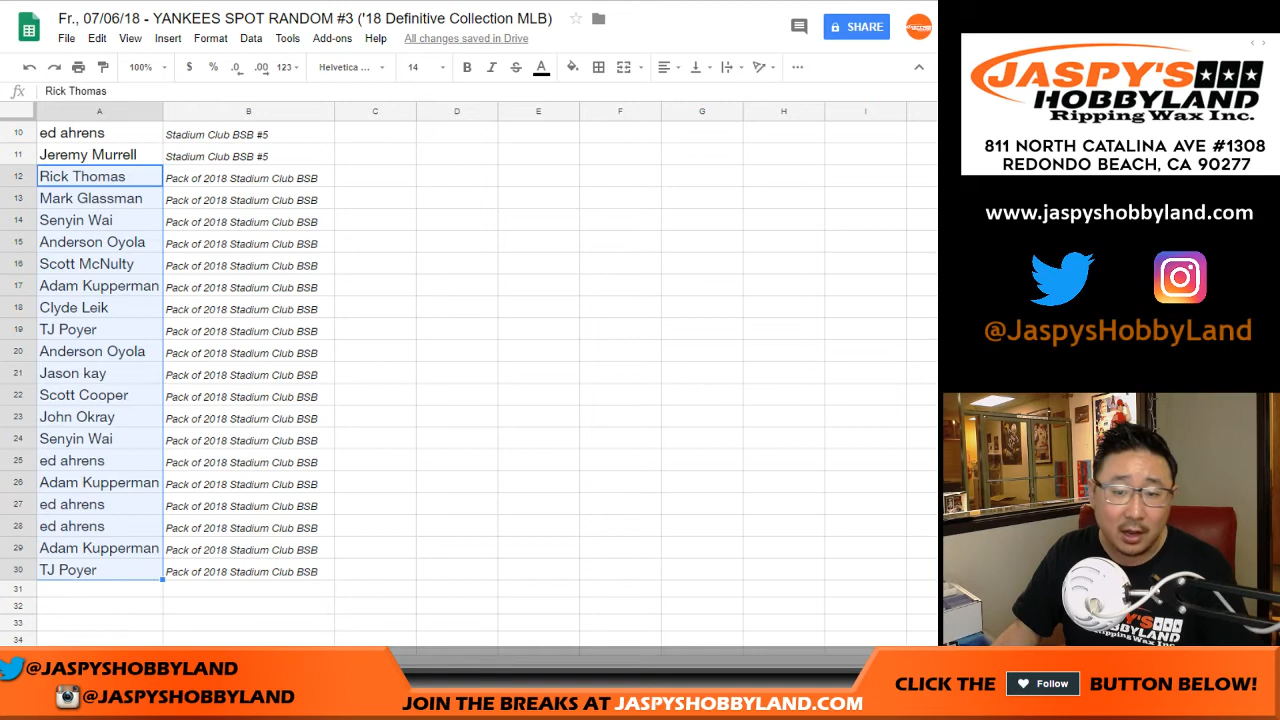 Fr., 07/06/18 - YANKEES SPOT RANDOM #3 ('18 Definitive Collection MLB)
File Edit View Insert Format Data Tools Add-ons Help All changes saved in Drive
SHARE
100% $ % .0 .00 123 Helvetica ... 14 B I S A
fx Rick Thomas
A B C D E F G H I
10 ed ahrens Stadium Club BSB #5
11 Jeremy Murrell Stadium Club BSB #5
12 Rick Thomas Pack of 2018 Stadium Club BSB
13 Mark Glassman Pack of 2018 Stadium Club BSB
14 Senyin Wai Pack of 2018 Stadium Club BSB
15 Anderson Oyola Pack of 2018 Stadium Club BSB
16 Scott McNulty Pack of 2018 Stadium Club BSB
17 Adam Kupperman Pack of 2018 Stadium Club BSB
18 Clyde Leik Pack of 2018 Stadium Club BSB
19 TJ Poyer Pack of 2018 Stadium Club BSB
20 Anderson Oyola Pack of 2018 Stadium Club BSB
21 Jason kay Pack of 2018 Stadium Club BSB
22 Scott Cooper Pack of 2018 Stadium Club BSB
23 John Okray Pack of 2018 Stadium Club BSB
24 Senyin Wai Pack of 2018 Stadium Club BSB
25 ed ahrens Pack of 2018 Stadium Club BSB
26 Adam Kupperman Pack of 2018 Stadium Club BSB
27 ed ahrens Pack of 2018 Stadium Club BSB
28 ed ahrens Pack of 2018 Stadium Club BSB
29 Adam Kupperman Pack of 2018 Stadium Club BSB
30 TJ Poyer Pack of 2018 Stadium Club BSB
31
32
33
34
JASPY'S
HOBBYLAND
Ripping Wax Inc.
811 NORTH CATALINA AVE #1308
REDONDO BEACH, CA 90277
www.jaspyshobbyland.com
@JaspysHobbyLand
JASPY'S
HOBBYLAND
Ripping Wax Inc.
@JASPYSHOBBYLAND
@JASPYSHOBBYLAND
JOIN THE BREAKS AT JASPYSHOBBYLAND.COM
CLICK THE Follow BUTTON BELOW!